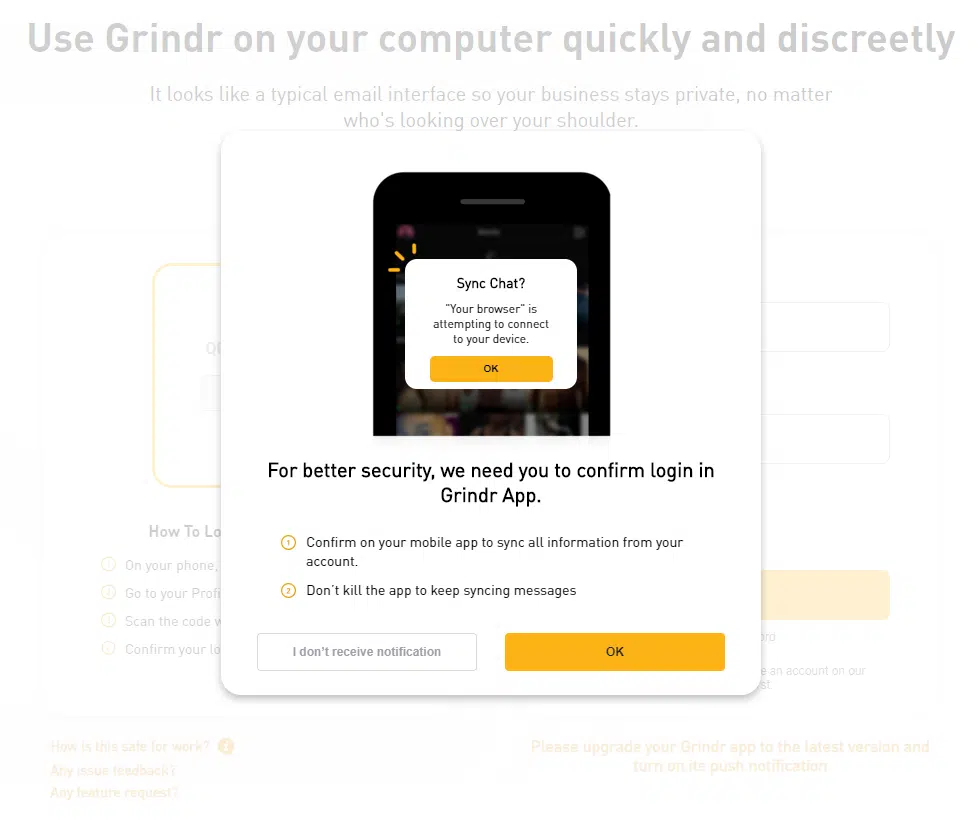 Use Grindr on your computer quickly and discreetly
It looks like a typical email interface so your business stays private, no matter
who's looking over your shoulder.
Sync Chat?
"Your browser" is
attempting to connect
to your device.
OK
For better security, we need you to confirm login in
Grindr App.
1 Confirm on your mobile app to sync all information from your
account.
2 Don't kill the app to keep syncing messages
I don't receive notification
OK
How To Lo
On your phone,
Go to your Profi
Scan the code w
Confirm your lo
e an account on our
How is this safe for work?
Any issue feedback?
Any feature request?
Please upgrade your Grindr app to the latest version and
turn on its push notification